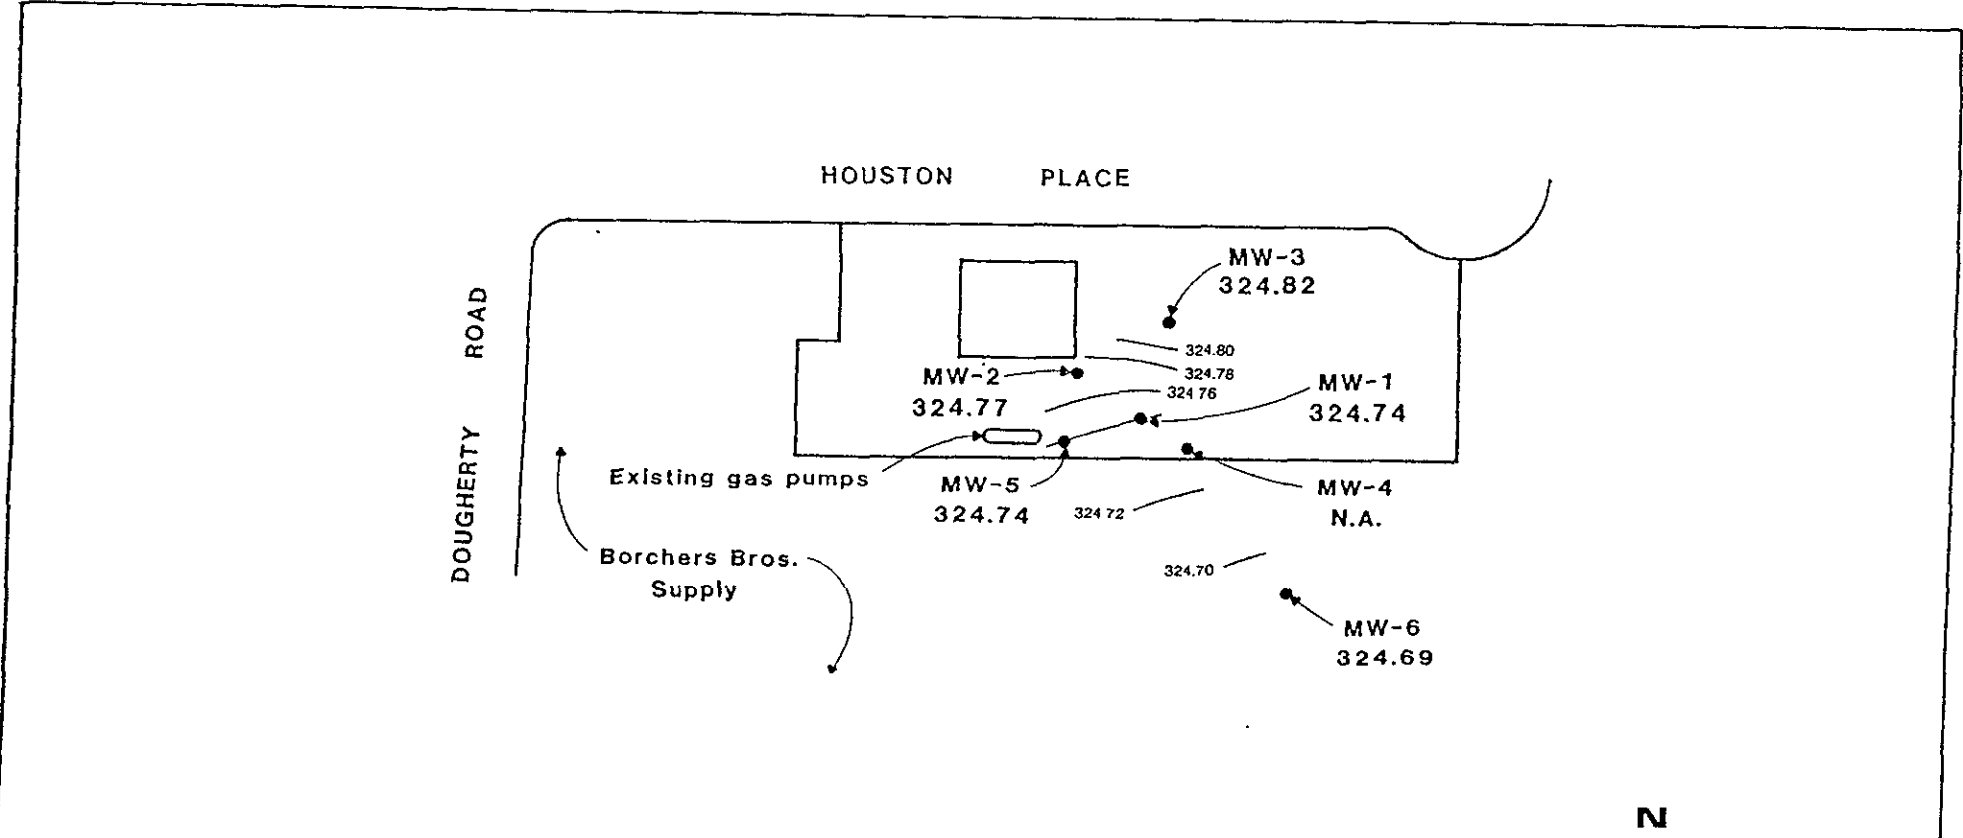 HOUSTON PLACE
DOUGHERTY ROAD
MW-3
324.82
324.80
324.78
324 76
MW-2
324.77
MW-1
324.74
Existing gas pumps
MW-5
324.74
324 72
MW-4
N.A.
Borchers Bros.
Supply
324.70
MW-6
324.69
N